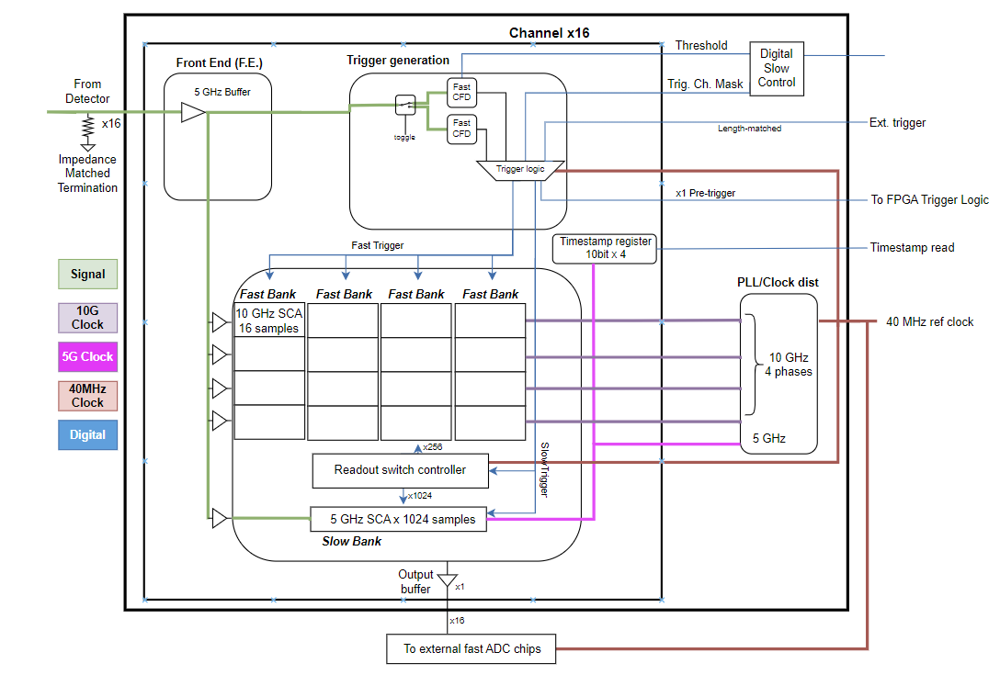 Channel x16
Front End (F.E.)
5 GHz Buffer
From
Detector
x16
Impedance
Matched
Termination
Trigger generation
Fast
CFD
Fast
CFD
toggle
Trigger logic
Threshold
Trig. Ch. Mask
Digital
Slow
Control
Length-matched
Ext. trigger
x1 Pre-trigger
To FPGA Trigger Logic
Fast Trigger
Timestamp register
10bit x 4
Timestamp read
Signal
10G
Clock
5G Clock
40MHz
Clock
Digital
Fast Bank
Fast Bank
Fast Bank
Fast Bank
10 GHz SCA
16 samples
PLL/Clock dist
10 GHz
4 phases
5 GHz
40 MHz ref clock
x256
Readout switch controller
x1024
Slow Trigger
5 GHz SCA x 1024 samples
Slow Bank
Output
buffer
x1
x16
To external fast ADC chips